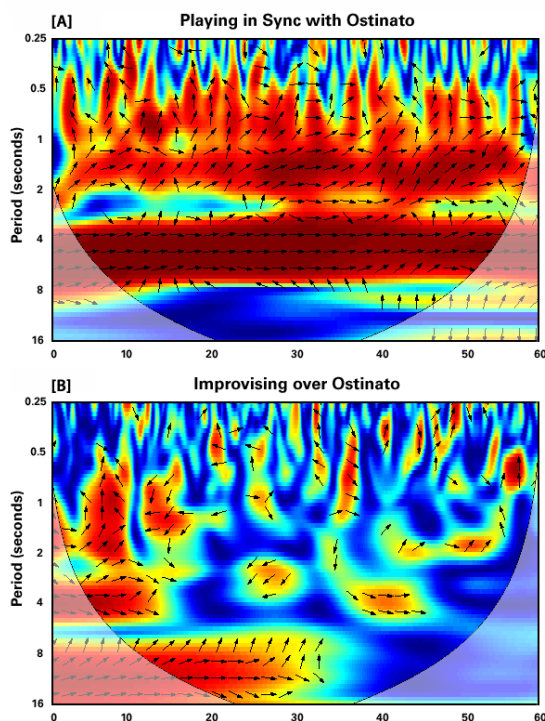 [A] Playing in Sync with Ostinato
0.25
0.5
1
2
4
8
16
Period (seconds)
0 10 20 30 40 50 60
[B] Improvising over Ostinato
0.25
0.5
1
2
4
8
16
Period (seconds)
0 10 20 30 40 50 60